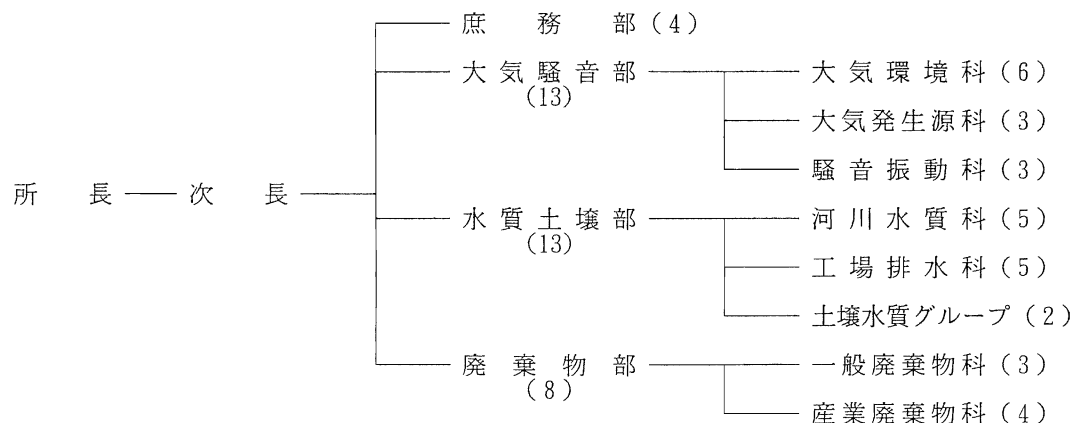 庶務部(4)
大気騒音部
(13)
大気環境科(6)
大気発生源科(3)
騒音振動科(3)
所長
次長
水質土壌部
(13)
河川水質科(5)
工場排水科(5)
土壌水質グループ(2)
廃棄物部
(8)
一般廃棄物科(3)
産業廃棄物科(4)